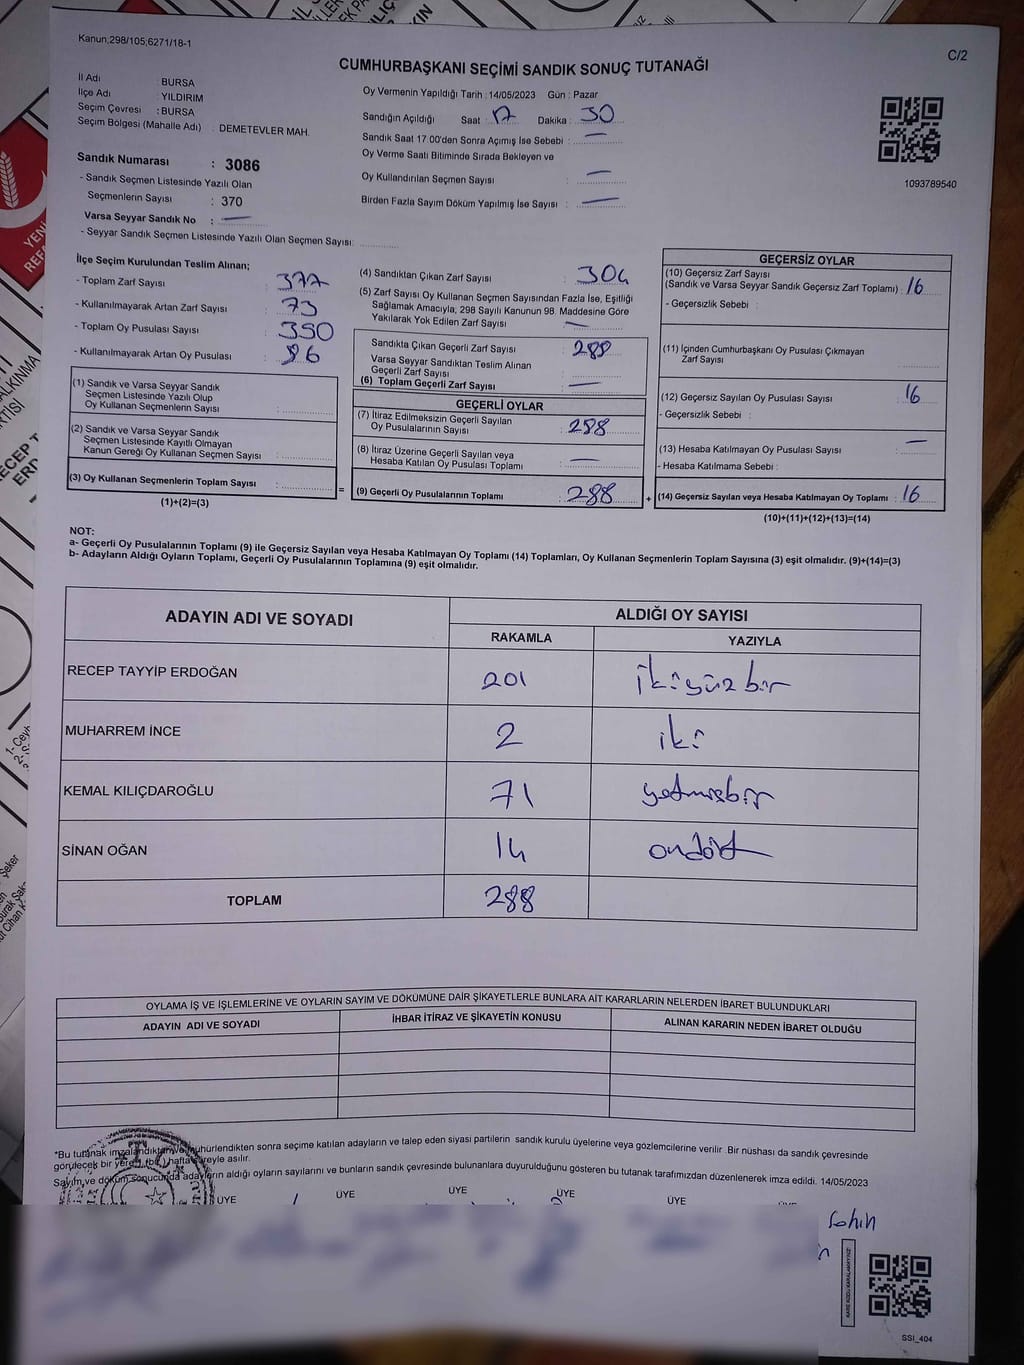 Kanun;298/105;6271/18-1
C/2
CUMHURBAŞKANI SEÇİMİ SANDIK SONUÇ TUTANAĞI
İl Adı : BURSA
İlçe Adı : YILDIRIM
Seçim Çevresi : BURSA
Seçim Bölgesi (Mahalle Adı) : DEMETEVLER MAH.
Sandık Numarası : 3086
- Sandık Seçmen Listesinde Yazılı Olan
Seçmenlerin Sayısı : 370
Varsa Seyyar Sandık No : —
- Seyyar Sandık Seçmen Listesinde Yazılı Olan Seçmen Sayısı:
Oy Vermenin Yapıldığı Tarih : 14/05/2023 Gün : Pazar
Sandığın Açıldığı Saat : 17 Dakika : 30
Sandık Saat 17.00'den Sonra Açımış İse Sebebi : —
Oy Verme Saati Bitiminde Sırada Bekleyen ve
Oy Kullandırılan Seçmen Sayısı : —
Birden Fazla Sayım Döküm Yapılmış İse Sayısı : —
1093789540
İlçe Seçim Kurulundan Teslim Alınan;
- Toplam Zarf Sayısı : 377
- Kullanılmayarak Artan Zarf Sayısı : 73
- Toplam Oy Pusulası Sayısı : 350
- Kullanılmayarak Artan Oy Pusulası :
(1) Sandık ve Varsa Seyyar Sandık
Seçmen Listesinde Yazılı Olup
Oy Kullanan Seçmenlerin Sayısı :
(2) Sandık ve Varsa Seyyar Sandık
Seçmen Listesinde Kayıtlı Olmayan
Kanun Gereği Oy Kullanan Seçmen Sayısı :
(3) Oy Kullanan Seçmenlerin Toplam Sayısı :
(1)+(2)=(3)
=
(4) Sandıktan Çıkan Zarf Sayısı : 304
(5) Zarf Sayısı Oy Kullanan Seçmen Sayısından Fazla İse, Eşitliği
Sağlamak Amacıyla, 298 Sayılı Kanunun 98. Maddesine Göre
Yakılarak Yok Edilen Zarf Sayısı : —
Sandıkta Çıkan Geçerli Zarf Sayısı : 288
Varsa Seyyar Sandıktan Teslim Alınan
Geçerli Zarf Sayısı :
(6) Toplam Geçerli Zarf Sayısı : —
GEÇERLİ OYLAR
(7) İtiraz Edilmeksizin Geçerli Sayılan
Oy Pusulalarının Sayısı : 288
(8) İtiraz Üzerine Geçerli Sayılan veya
Hesaba Katılan Oy Pusulası Toplamı : —
(9) Geçerli Oy Pusulalarının Toplamı : 288
+
GEÇERSİZ OYLAR
(10) Geçersiz Zarf Sayısı
(Sandık ve Varsa Seyyar Sandık Geçersiz Zarf Toplamı) : 16
- Geçersizlik Sebebi :
(11) İçinden Cumhurbaşkanı Oy Pusulası Çıkmayan
Zarf Sayısı :
(12) Geçersiz Sayılan Oy Pusulası Sayısı : 16
- Geçersizlik Sebebi :
(13) Hesaba Katılmayan Oy Pusulası Sayısı : —
- Hesaba Katılmama Sebebi :
(14) Geçersiz Sayılan veya Hesaba Katılmayan Oy Toplamı : 16
(10)+(11)+(12)+(13)=(14)
NOT:
a- Geçerli Oy Pusulalarının Toplamı (9) ile Geçersiz Sayılan veya Hesaba Katılmayan Oy Toplamı (14) Toplamları, Oy Kullanan Seçmenlerin Toplam Sayısına (3) eşit olmalıdır. (9)+(14)=(3)
b- Adayların Aldığı Oyların Toplamı, Geçerli Oy Pusulalarının Toplamına (9) eşit olmalıdır.
ADAYIN ADI VE SOYADI ALDIĞI OY SAYISI
RAKAMLA YAZIYLA
RECEP TAYYİP ERDOĞAN 201 ikiyüzbir
MUHARREM İNCE 2 iki
KEMAL KILIÇDAROĞLU 71 yetmişbir
SİNAN OĞAN 14 ondört
TOPLAM 288
OYLAMA İŞ VE İŞLEMLERİNE VE OYLARIN SAYIM VE DÖKÜMÜNE DAİR ŞİKAYETLERLE BUNLARA AİT KARARLARIN NELERDEN İBARET BULUNDUKLARI
ADAYIN ADI VE SOYADI İHBAR İTİRAZ VE ŞİKAYETİN KONUSU ALINAN KARARIN NEDEN İBARET OLDUĞU
*Bu tutanak imzalandıktan ve mühürlendikten sonra seçime katılan adayların ve talep eden siyasi partilerin sandık kurulu üyelerine veya gözlemcilerine verilir. Bir nüshası da sandık çevresinde
görülecek bir yere, bir hafta süreyle asılır.
Sayım ve döküm sonucunda adayların aldığı oyların sayılarını ve bunların sandık çevresinde bulunanlara duyurulduğunu gösteren bu tutanak tarafımızdan düzenlenerek imza edildi. 14/05/2023
ÜYE ÜYE ÜYE ÜYE ÜYE
SSI_404